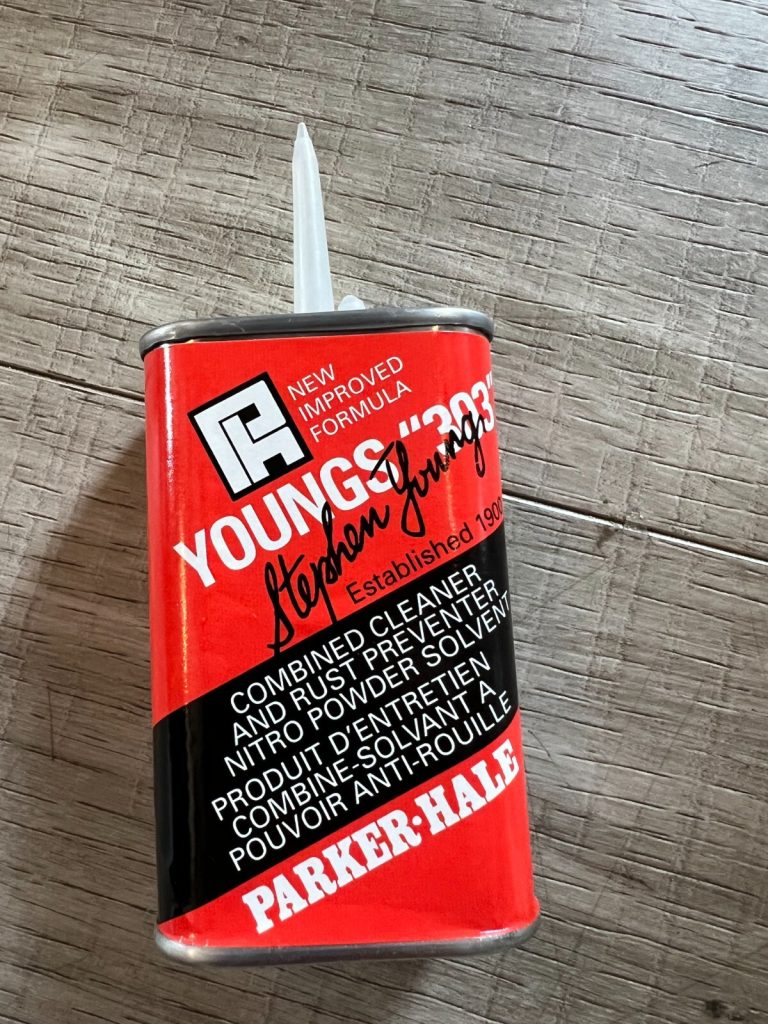 PH
NEW
IMPROVED
FORMULA
YOUNGS "303"
Stephen Young
Established 1900
COMBINED CLEANER
AND RUST PREVENTER
NITRO POWDER SOLVENT
PRODUIT D'ENTRETIEN
COMBINE-SOLVANT A
POUVOIR ANTI-ROUILLE
PARKER·HALE